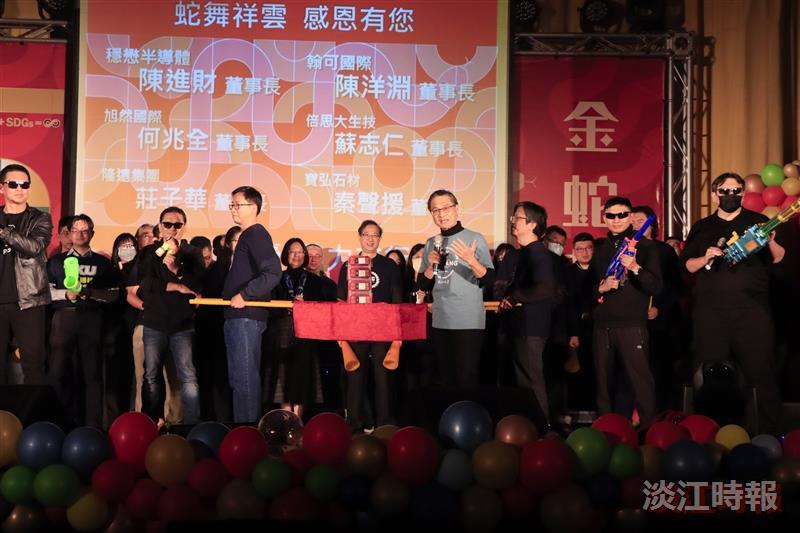 蛇舞祥雲 感恩有您
穩懋半導體
陳進財 董事長
翰可國際
陳洋淵 董事長
旭然國際
何兆全 董事長
倍思大生技
蘇志仁 董事長
隆遠集團
莊子華 董
寶弘石材
秦聲援 董
+ SDGs =
金蛇
淡江時報